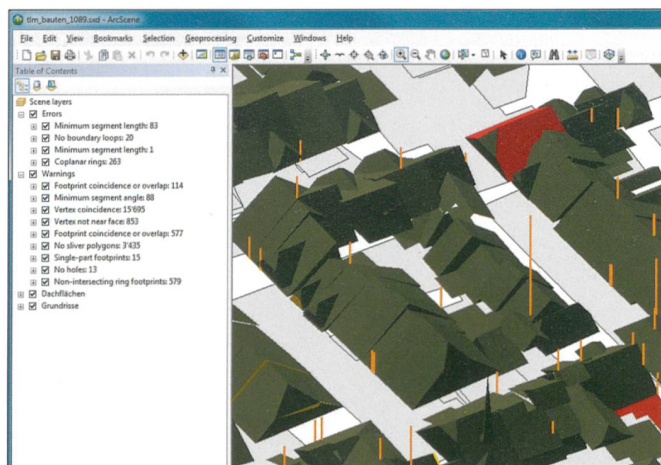 tlm_bauten_1089.sxd - ArcScene
File Edit View Bookmarks Selection Geoprocessing Customize Windows Help
Table of Contents
Scene layers
Errors
Minimum segment length: 83
No boundary loops: 20
Minimum segment length: 1
Coplanar rings: 263
Warnings
Footprint coincidence or overlap: 114
Minimum segment angle: 88
Vertex coincidence: 15'695
Vertex not near face: 853
Footprint coincidence or overlap: 577
No sliver polygons: 3'435
Single-part footprints: 15
No holes: 13
Non-intersecting ring footprints: 579
Dachflächen
Grundrisse